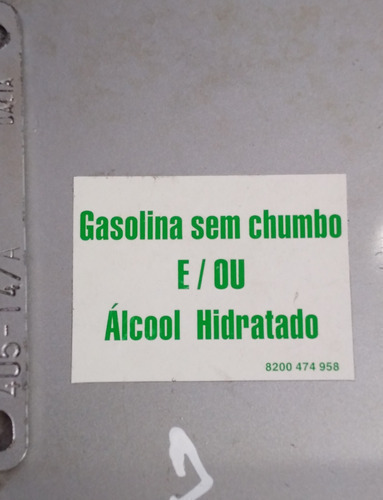 Gasolina sem chumbo
E / OU
Álcool Hidratado
8200 474 958